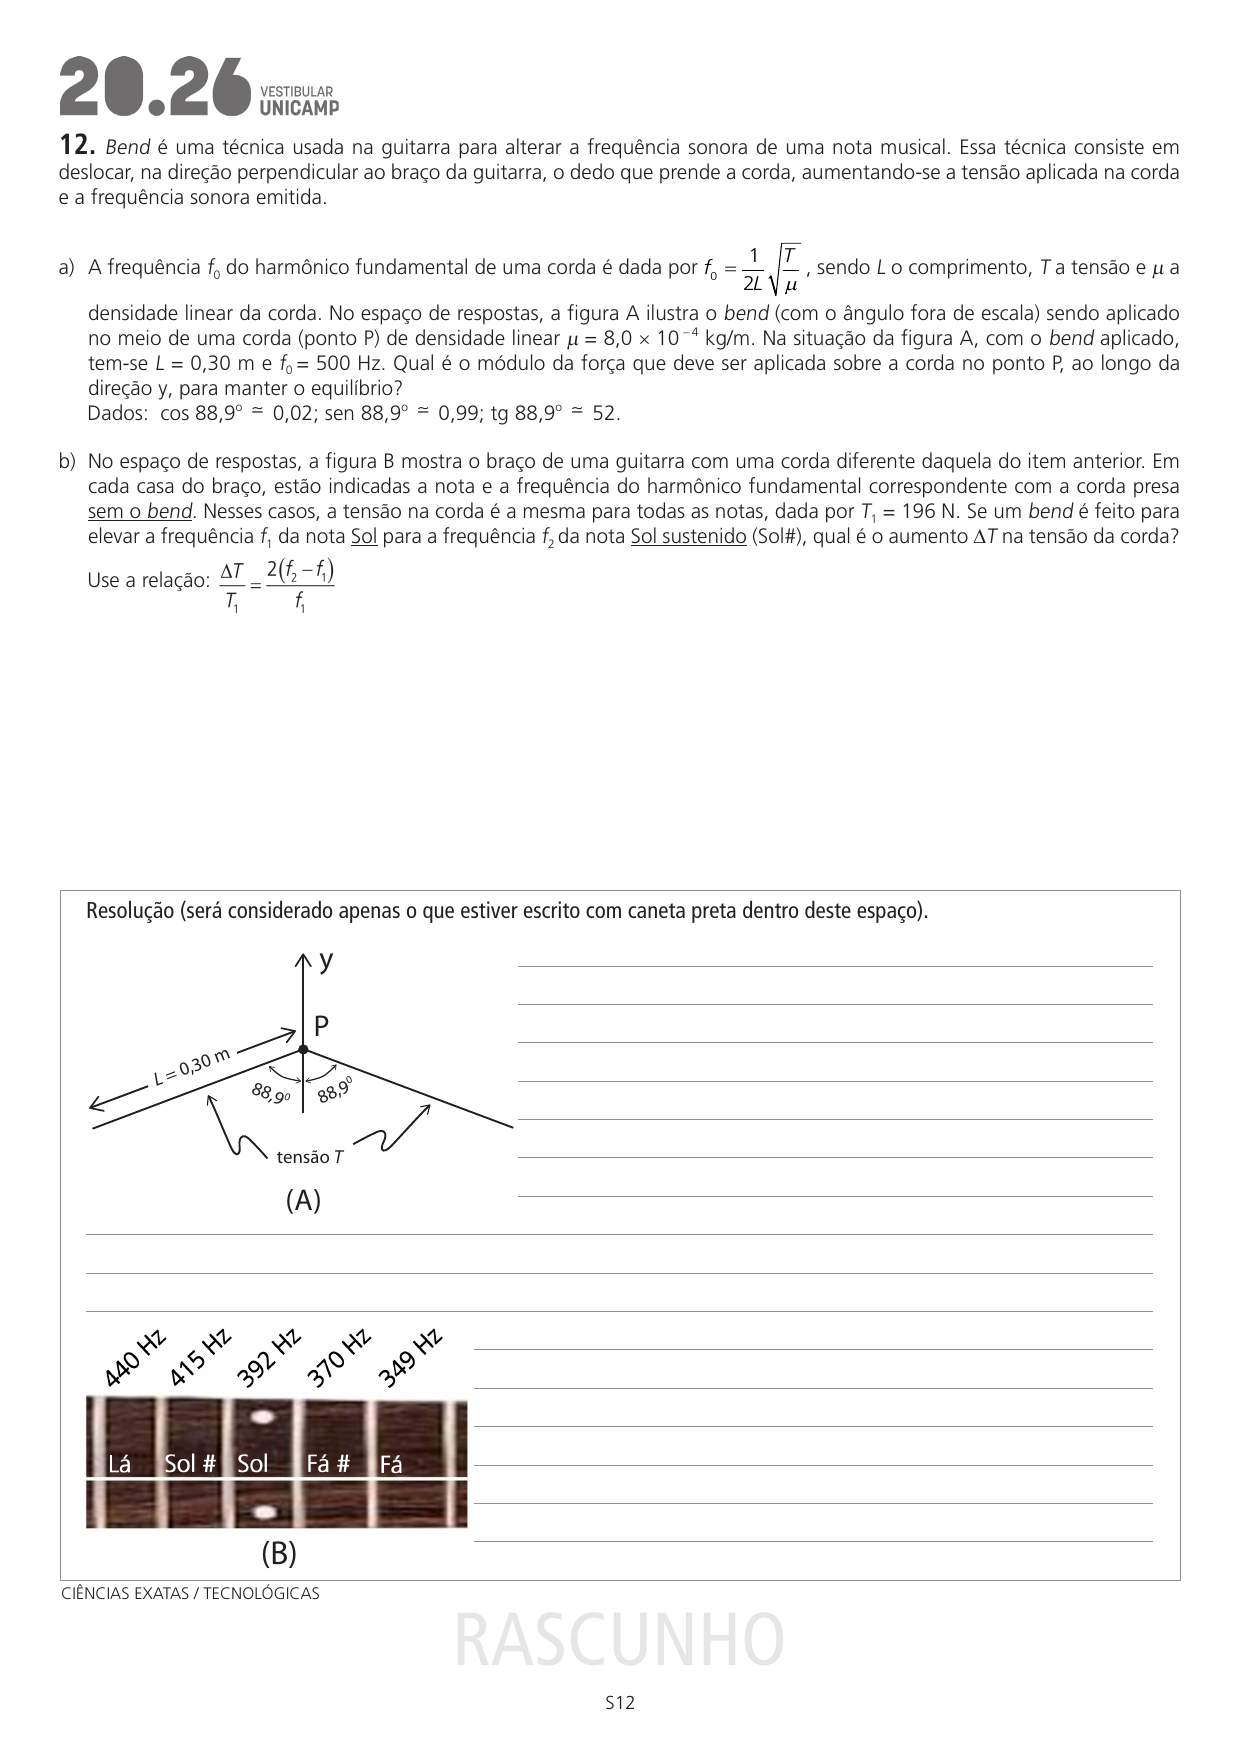 20.26 VESTIBULAR UNICAMP
12. Bend é uma técnica usada na guitarra para alterar a frequência sonora de uma nota musical. Essa técnica consiste em
deslocar, na direção perpendicular ao braço da guitarra, o dedo que prende a corda, aumentando-se a tensão aplicada na corda
e a frequência sonora emitida.
a) A frequência f₀ do harmônico fundamental de uma corda é dada por f₀ = 1/2L √(T/μ) , sendo L o comprimento, T a tensão e μ a
densidade linear da corda. No espaço de respostas, a figura A ilustra o bend (com o ângulo fora de escala) sendo aplicado
no meio de uma corda (ponto P) de densidade linear μ = 8,0 × 10⁻⁴ kg/m. Na situação da figura A, com o bend aplicado,
tem-se L = 0,30 m e f₀ = 500 Hz. Qual é o módulo da força que deve ser aplicada sobre a corda no ponto P, ao longo da
direção y, para manter o equilíbrio?
Dados: cos 88,9º ≃ 0,02; sen 88,9º ≃ 0,99; tg 88,9º ≃ 52.
b) No espaço de respostas, a figura B mostra o braço de uma guitarra com uma corda diferente daquela do item anterior. Em
cada casa do braço, estão indicadas a nota e a frequência do harmônico fundamental correspondente com a corda presa
sem o bend. Nesses casos, a tensão na corda é a mesma para todas as notas, dada por T₁ = 196 N. Se um bend é feito para
elevar a frequência f₁ da nota Sol para a frequência f₂ da nota Sol sustenido (Sol#), qual é o aumento ΔT na tensão da corda?
Use a relação: ΔT/T₁ = 2(f₂ − f₁)/f₁
Resolução (será considerado apenas o que estiver escrito com caneta preta dentro deste espaço).
y
P
L = 0,30 m
88,9⁰ 88,9⁰
tensão T
(A)
440 Hz 415 Hz 392 Hz 370 Hz 349 Hz
Lá Sol # Sol Fá # Fá
(B)
CIÊNCIAS EXATAS / TECNOLÓGICAS
RASCUNHO
S12